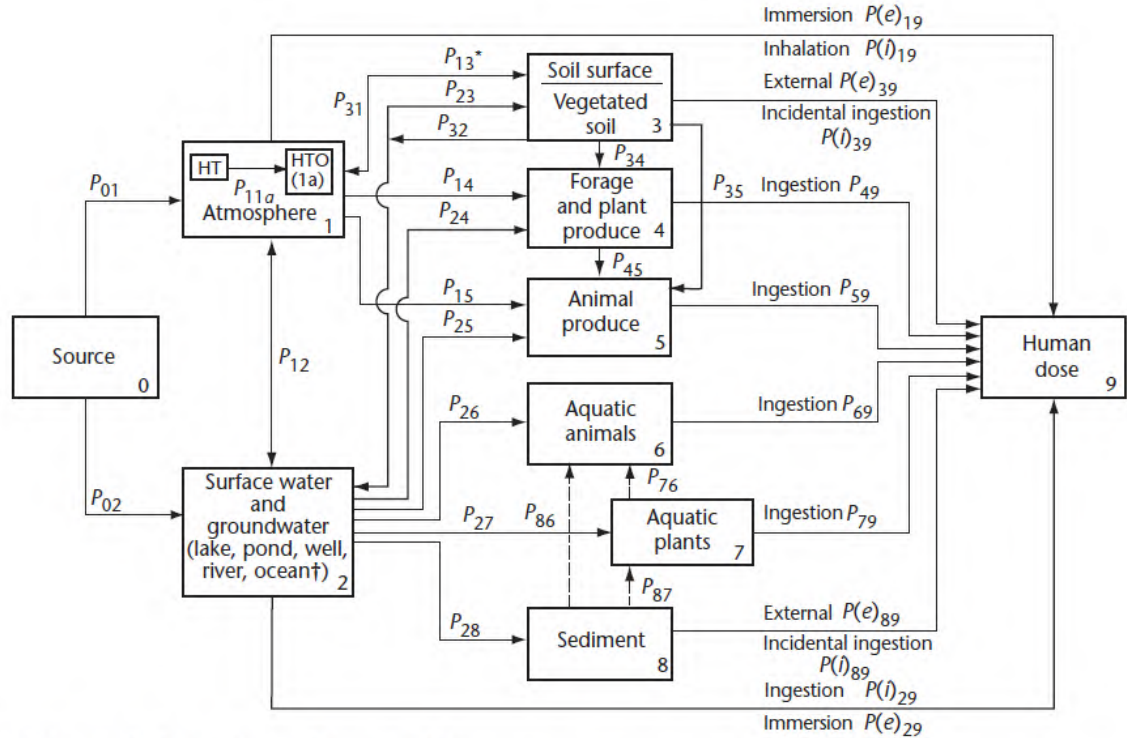 Immersion P(e)19
Inhalation P(i)19
P13*
Soil surface
External P(e)39
P23
Vegetated
soil
3
P31
P32
Incidental ingestion
P(i)39
HT
HTO
(1a)
P11a
Atmosphere
1
P01
P34
P14
Forage
and plant
produce
4
P35
Ingestion P49
P24
P45
P15
Animal
produce
5
Ingestion P59
P25
Source
0
P12
Human
dose
9
P26
Aquatic
animals
6
Ingestion P69
P02
Surface water
and
groundwater
(lake, pond, well,
river, ocean†)
2
P76
P27
P86
Aquatic
plants
7
Ingestion P79
P87
P28
Sediment
8
External P(e)89
Incidental ingestion
P(i)89
Ingestion P(i)29
Immersion P(e)29